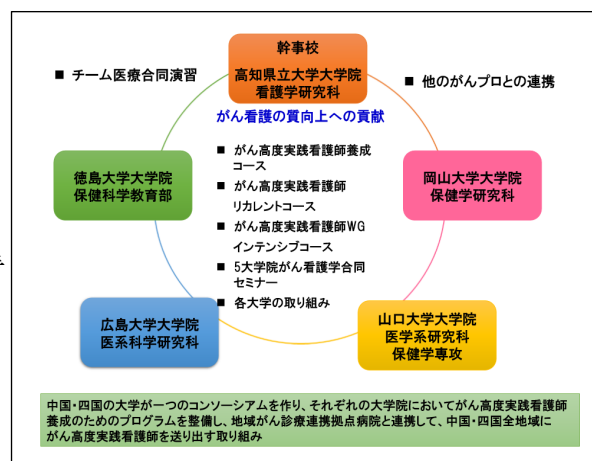 幹事校
高知県立大学大学院
看護学研究科
■ チーム医療合同演習
■ 他のがんプロとの連携
がん看護の質向上への貢献
■ がん高度実践看護師養成
コース
■ がん高度実践看護師
リカレントコース
■ がん高度実践看護師WG
インテンシブコース
■ 5大学院がん看護学合同
セミナー
■ 各大学の取り組み
徳島大学大学院
保健科学教育部
岡山大学大学院
保健学研究科
広島大学大学院
医系科学研究科
山口大学大学院
医学系研究科
保健学専攻
中国・四国の大学が一つのコンソーシアムを作り、それぞれの大学院においてがん高度実践看護師
養成のためのプログラムを整備し、地域がん診療連携拠点病院と連携して、中国・四国全地域に
がん高度実践看護師を送り出す取り組み